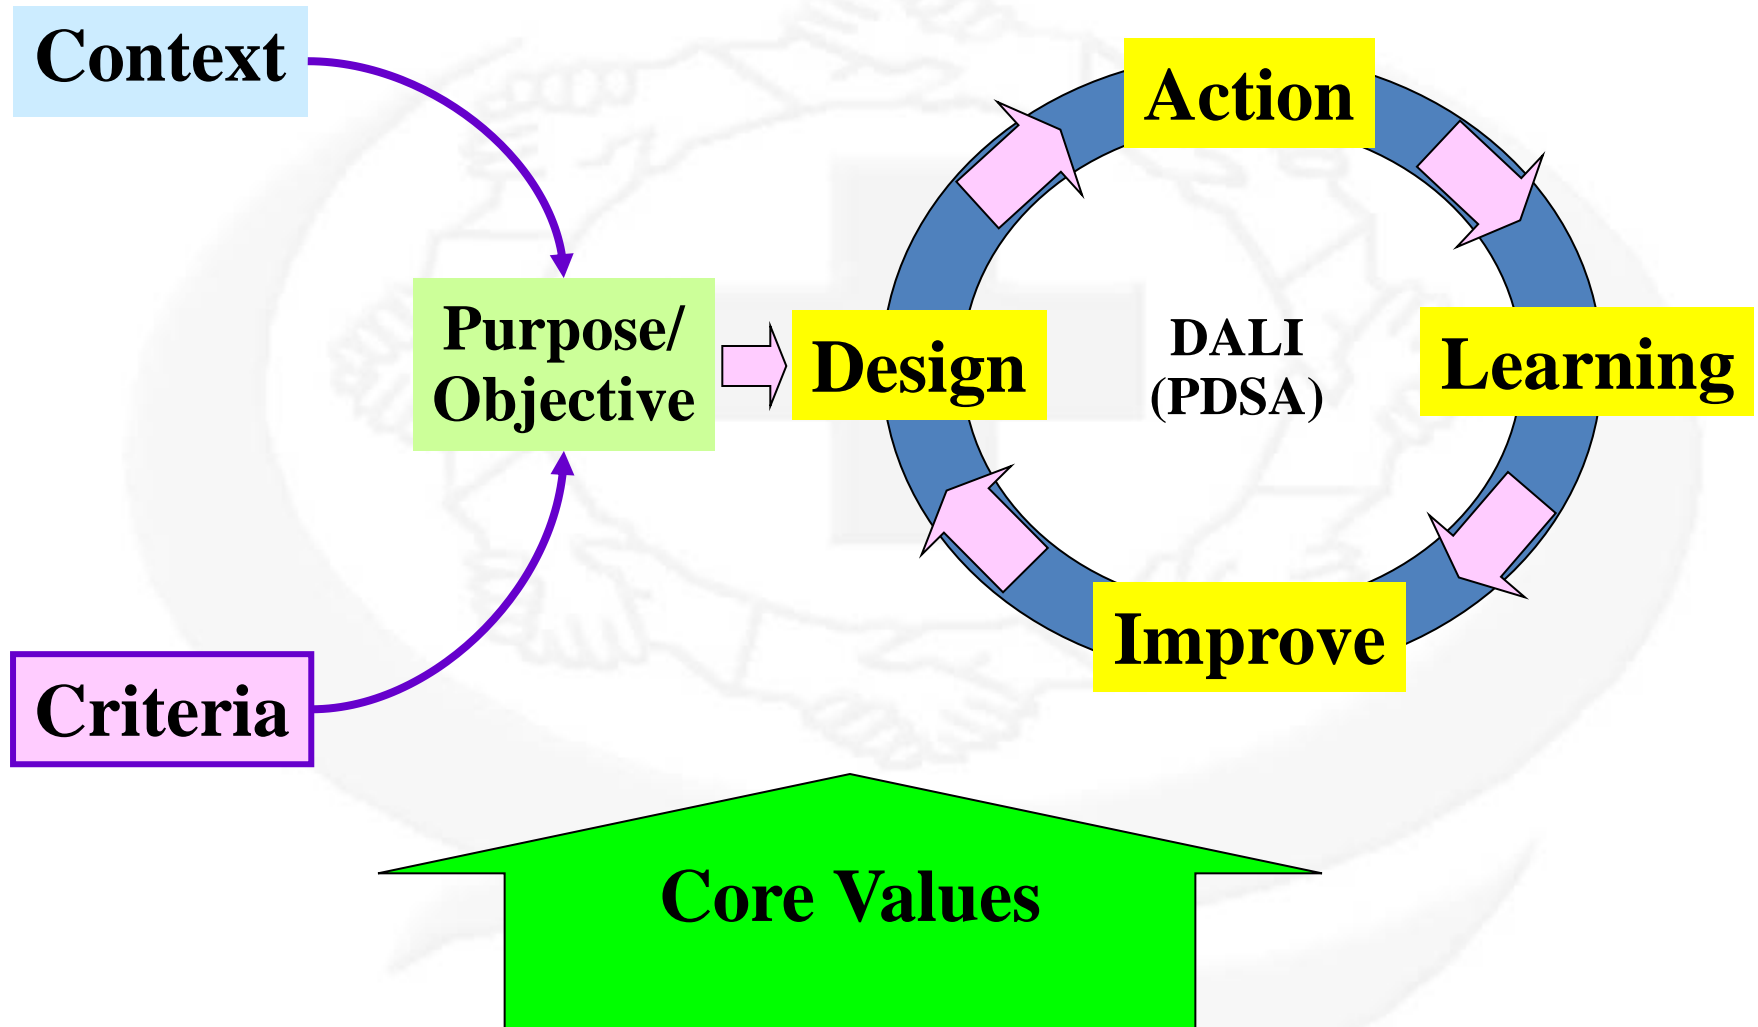 Context
Action
Purpose/
Objective
Design
DALI
(PDSA)
Learning
Improve
Criteria
Core Values